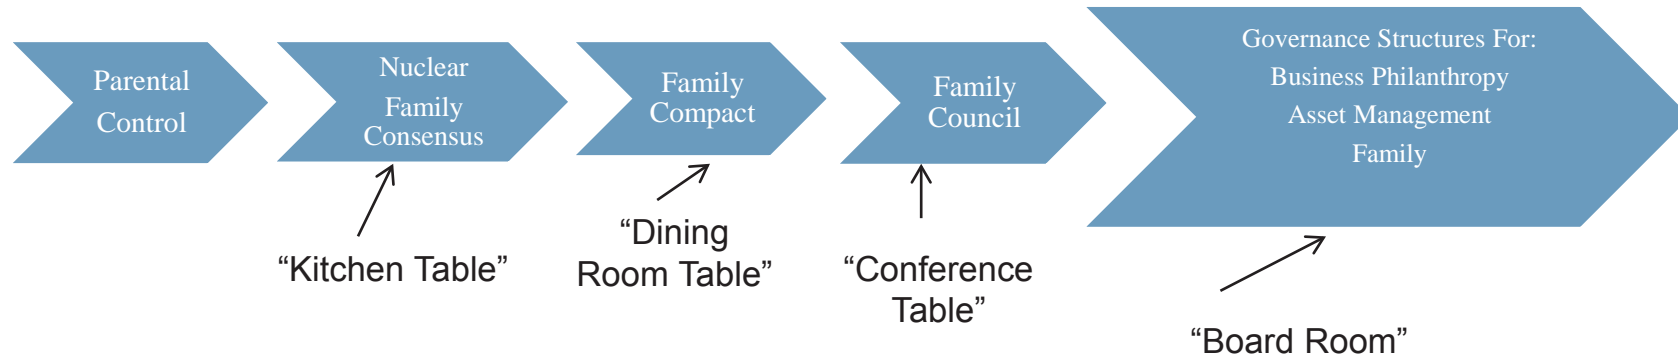 Parental
Control
Nuclear
Family
Consensus
Family
Compact
Family
Council
Governance Structures For:
Business Philanthropy
Asset Management
Family
“Kitchen Table”
“Dining
Room Table”
“Conference
Table”
“Board Room”